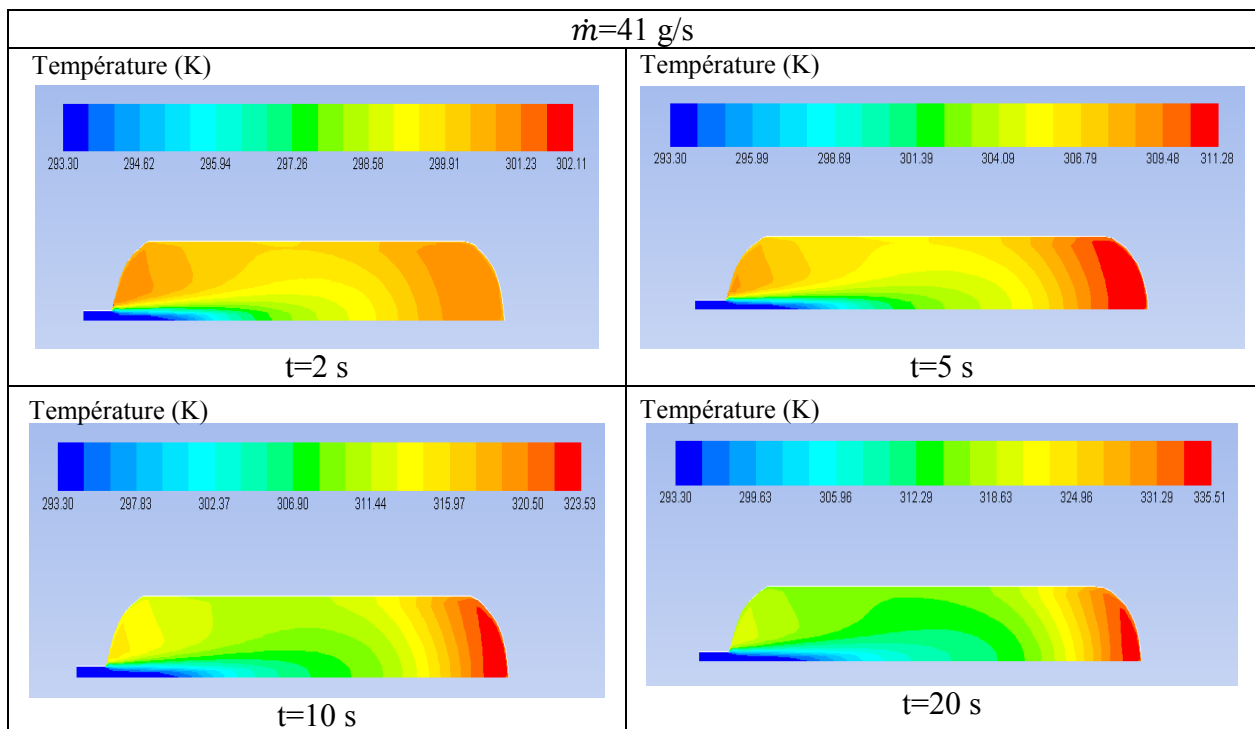 ṁ=41 g/s
Température (K)
293.30 294.62 295.94 297.26 298.58 299.91 301.23 302.11
t=2 s
Température (K)
293.30 295.99 298.69 301.39 304.09 306.79 309.48 311.28
t=5 s
Température (K)
293.30 297.83 302.37 306.90 311.44 315.97 320.50 323.53
t=10 s
Température (K)
293.30 299.63 305.96 312.29 318.63 324.96 331.29 335.51
t=20 s